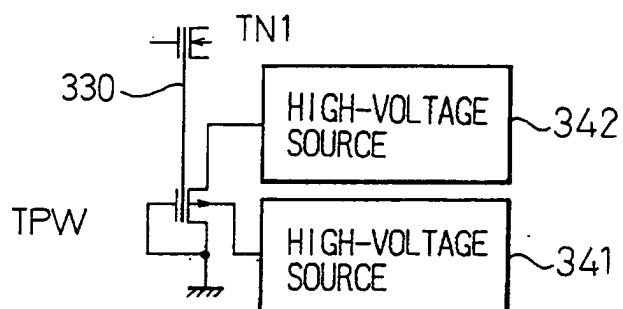 TN1
330
HIGH-VOLTAGE
SOURCE
342
TPW
HIGH-VOLTAGE
SOURCE
341